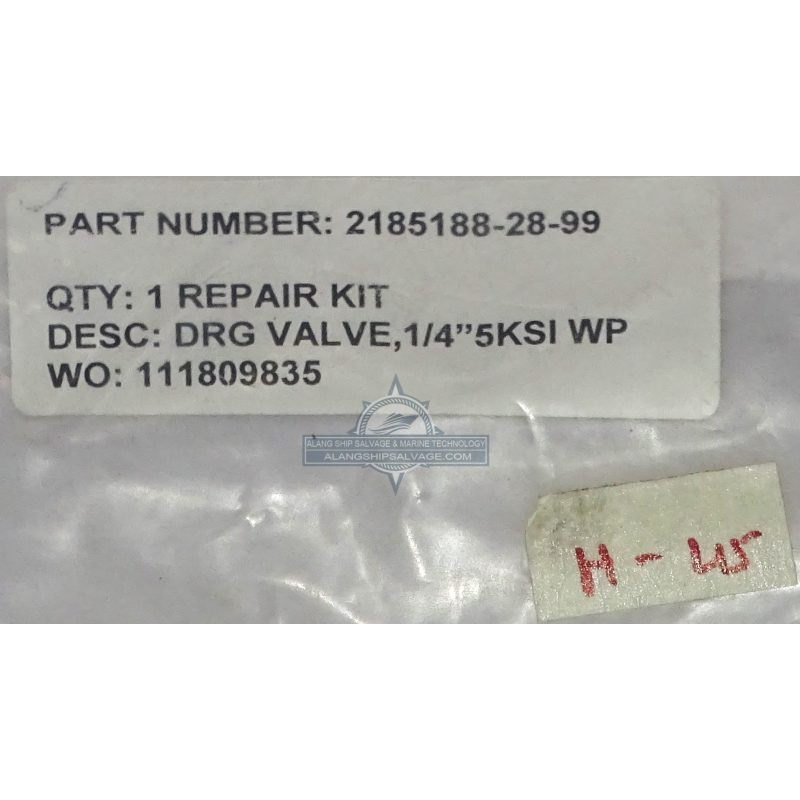 PART NUMBER: 2185188-28-99
QTY: 1 REPAIR KIT
DESC: DRG VALVE,1/4”5KSI WP
WO: 111809835
ALANG SHIP SALVAGE & MARINE TECHNOLOGY
ALANGSHIPSALVAGE.COM
H - 45